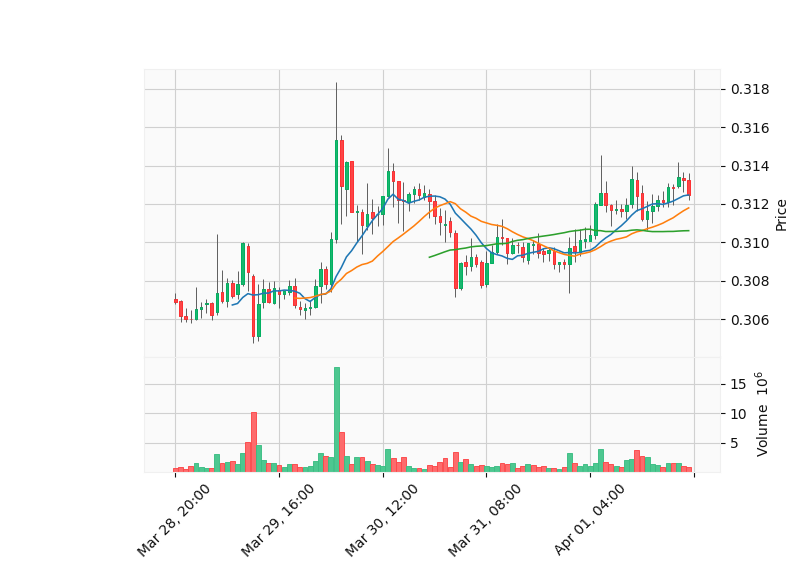 0.318
0.316
0.314
0.312
0.310
0.308
0.306
Price
15
10
5
Volume 10⁶
Mar 28, 20:00
Mar 29, 16:00
Mar 30, 12:00
Mar 31, 08:00
Apr 01, 04:00